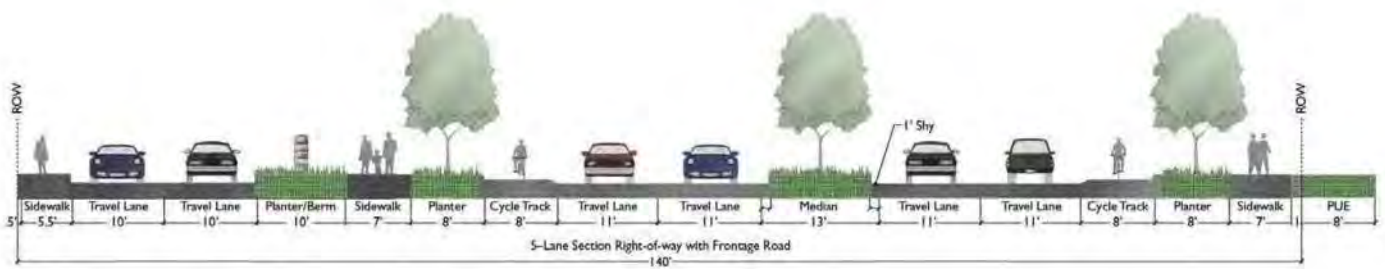 ROW
ROW
1' Shy
Sidewalk Travel Lane Travel Lane Planter/Berm Sidewalk Planter Cycle Track Travel Lane Travel Lane Median Travel Lane Travel Lane Cycle Track Planter Sidewalk PUE
.5' 5.5' 10' 10' 10' 7' 8' 8' 11' 11' 13' 11' 11' 8' 8' 7' 1 8'
5-Lane Section Right-of-way with Frontage Road
140'